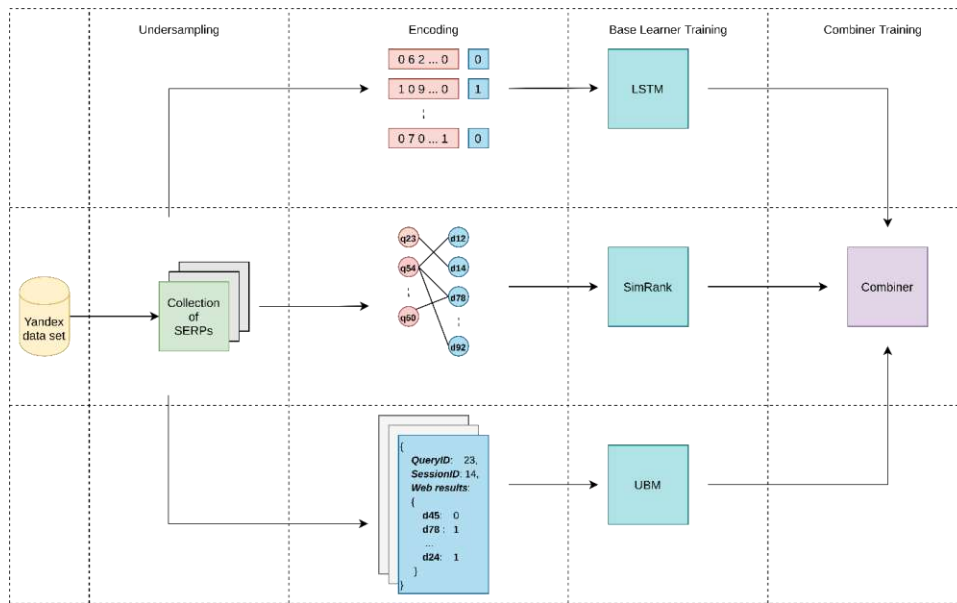 Undersampling
Encoding
Base Learner Training
Combiner Training
0 6 2 ... 0 0
1 0 9 ... 0 1
0 7 0 ... 1 0
LSTM
Yandex
data set
Collection
of
SERPs
q23
q54
q60
d12
d14
d78
d92
SimRank
Combiner
{
QueryID: 23,
SessionID: 14,
Web results:
{
d45: 0
d78 : 1
...
d24: 1
}
}
UBM